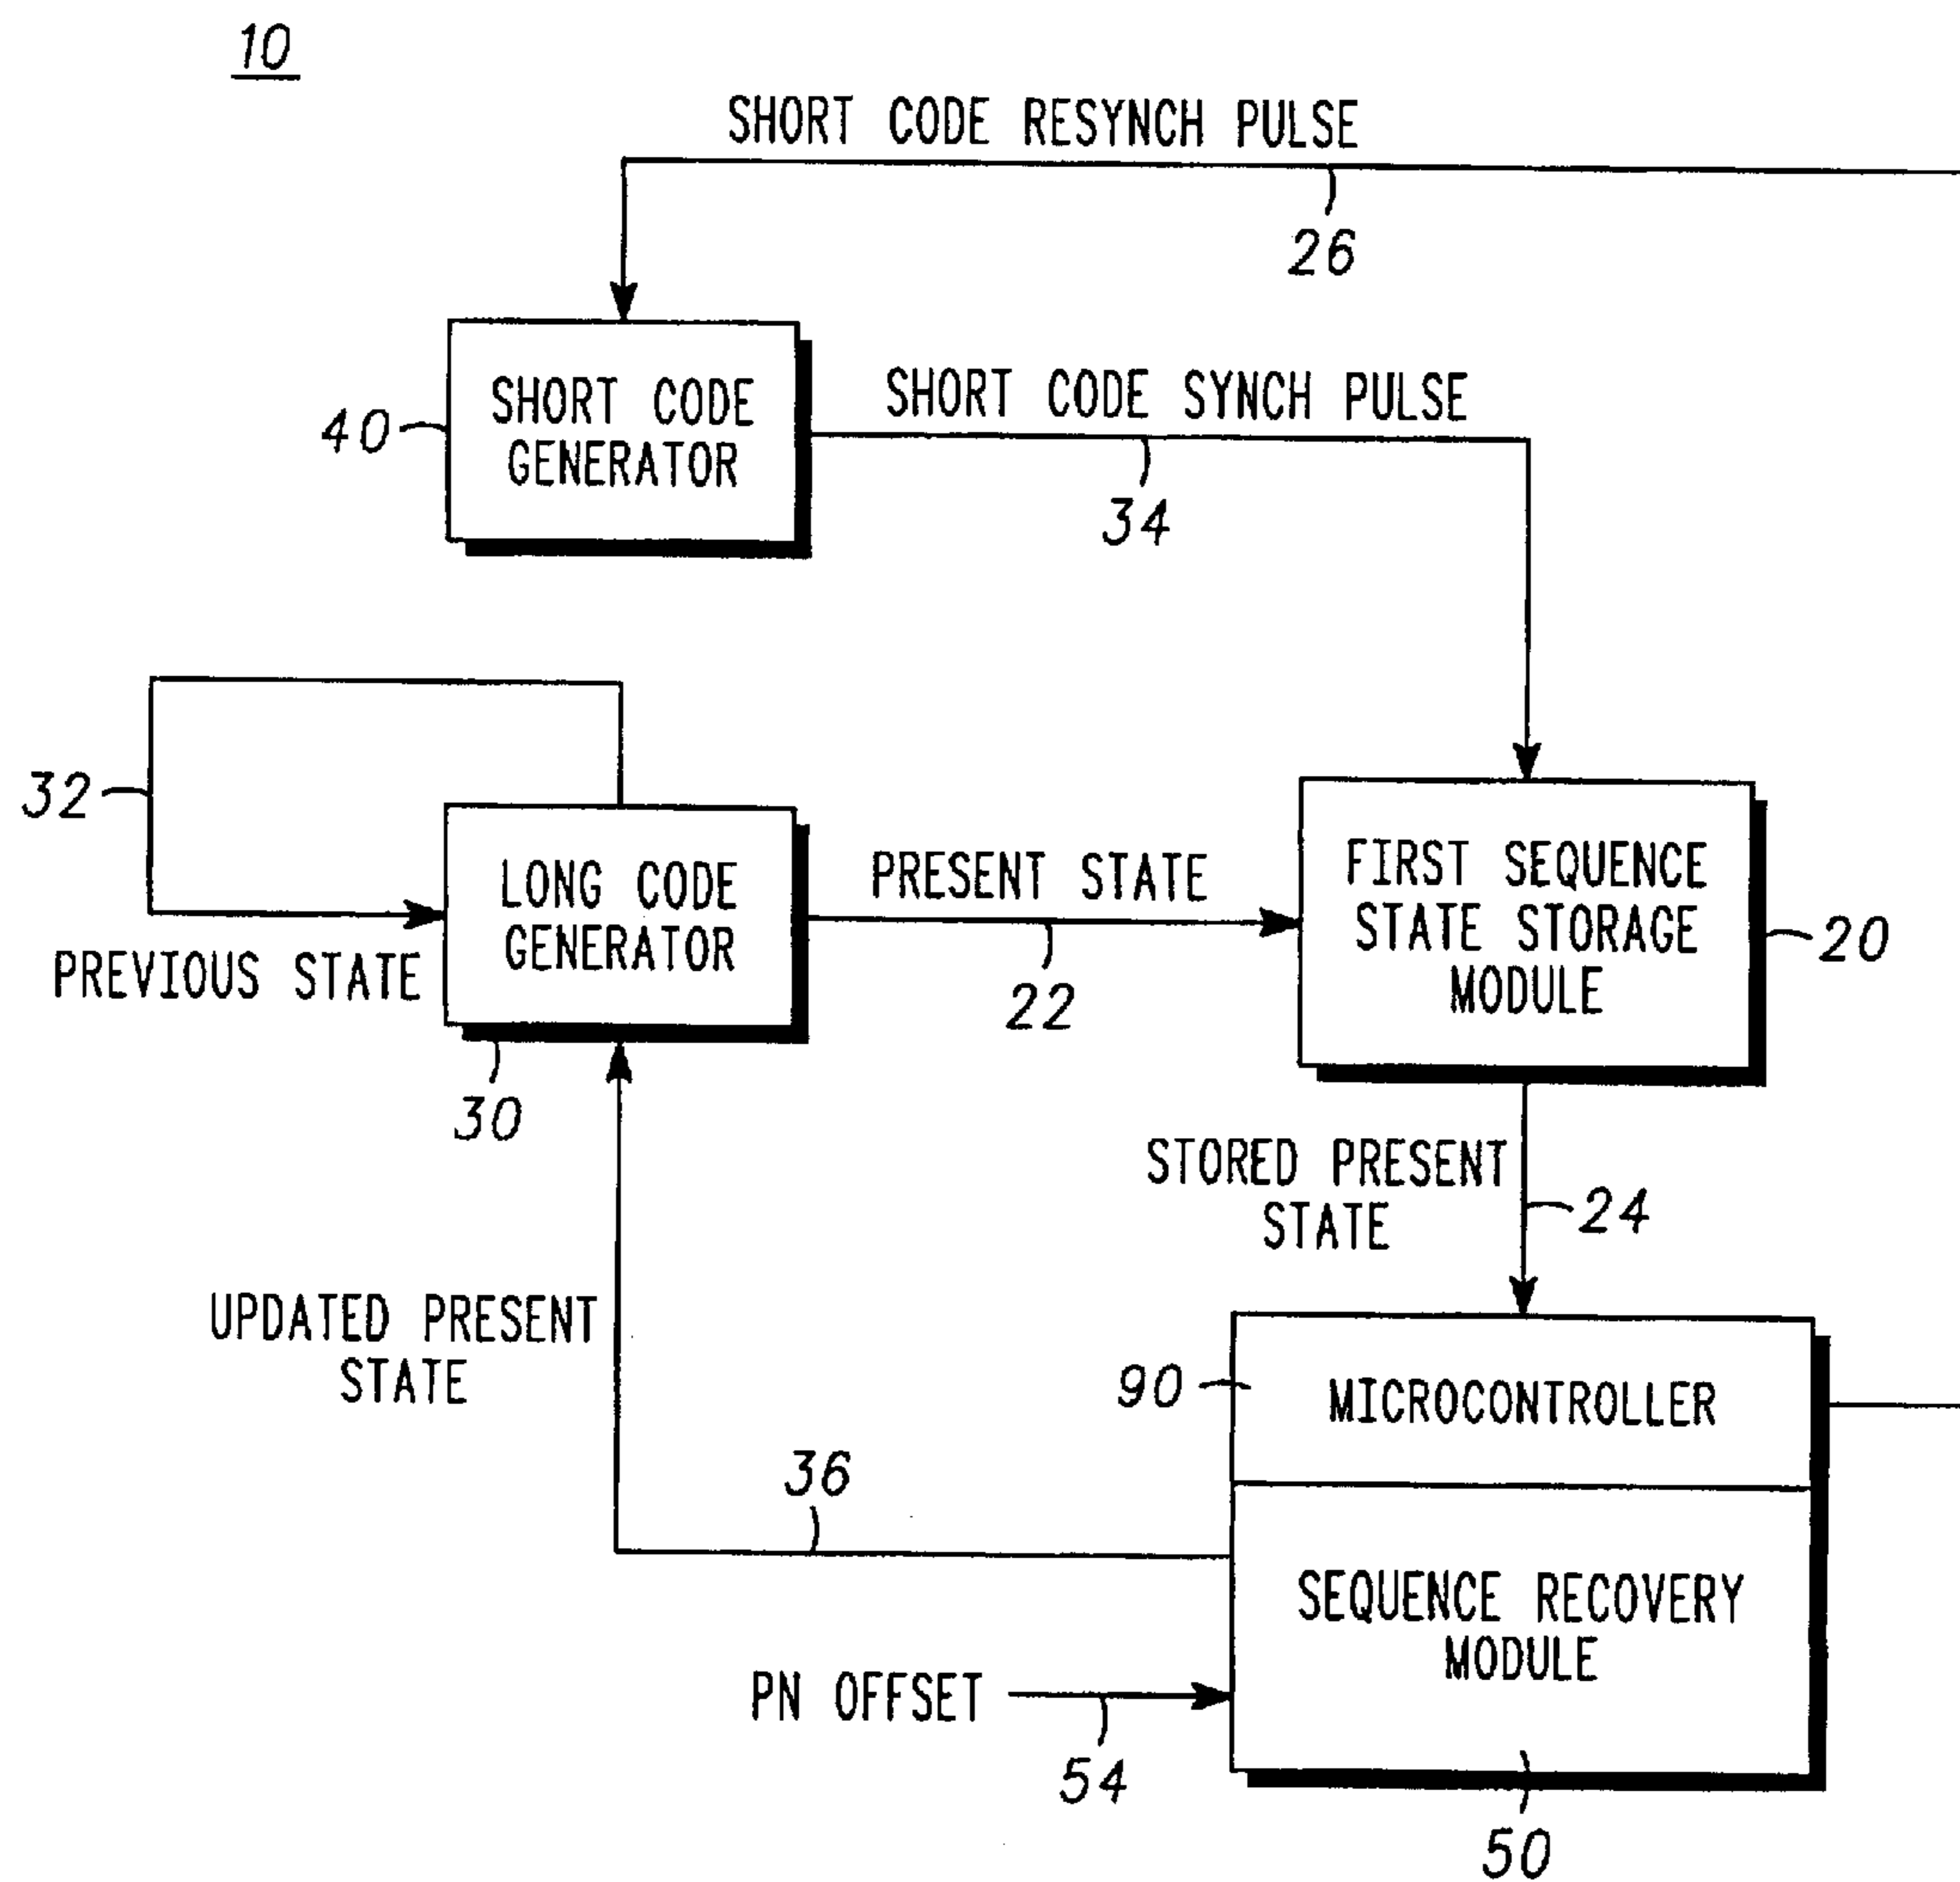 10
SHORT CODE RESYNCH PULSE
26
SHORT CODE
GENERATOR
40
SHORT CODE SYNCH PULSE
34
32
PREVIOUS STATE
LONG CODE
GENERATOR
30
PRESENT STATE
22
FIRST SEQUENCE
STATE STORAGE
MODULE
20
STORED PRESENT
STATE
24
UPDATED PRESENT
STATE
36
90
MICROCONTROLLER
SEQUENCE RECOVERY
MODULE
PN OFFSET
54
50